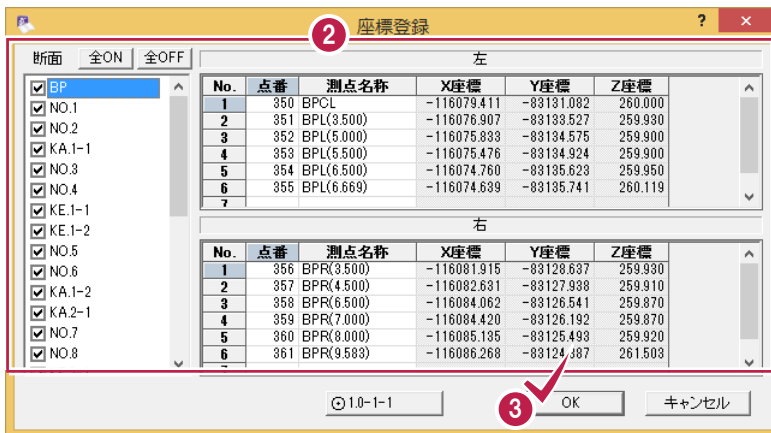 座標登録
?
×
2
断面 全ON 全OFF
BP
NO.1
NO.2
KA.1-1
NO.3
NO.4
KE.1-1
KE.1-2
NO.5
NO.6
KA.1-2
KA.2-1
NO.7
NO.8
左
No. 点番 測点名称 X座標 Y座標 Z座標
1 350 BPCL -116079.411 -83131.082 260.000
2 351 BPL(3.500) -116076.907 -83133.527 259.930
3 352 BPL(5.000) -116075.833 -83134.575 259.900
4 353 BPL(5.500) -116075.476 -83134.924 259.900
5 354 BPL(6.500) -116074.760 -83135.623 259.950
6 355 BPL(6.669) -116074.639 -83135.741 260.119
7
右
No. 点番 測点名称 X座標 Y座標 Z座標
1 356 BPR(3.500) -116081.915 -83128.637 259.930
2 357 BPR(4.500) -116082.631 -83127.938 259.910
3 358 BPR(6.500) -116084.062 -83126.541 259.870
4 359 BPR(7.000) -116084.420 -83126.192 259.870
5 360 BPR(8.000) -116085.135 -83125.493 259.920
6 361 BPR(9.583) -116086.268 -83124.387 261.503
1.0-1-1
3
OK
キャンセル